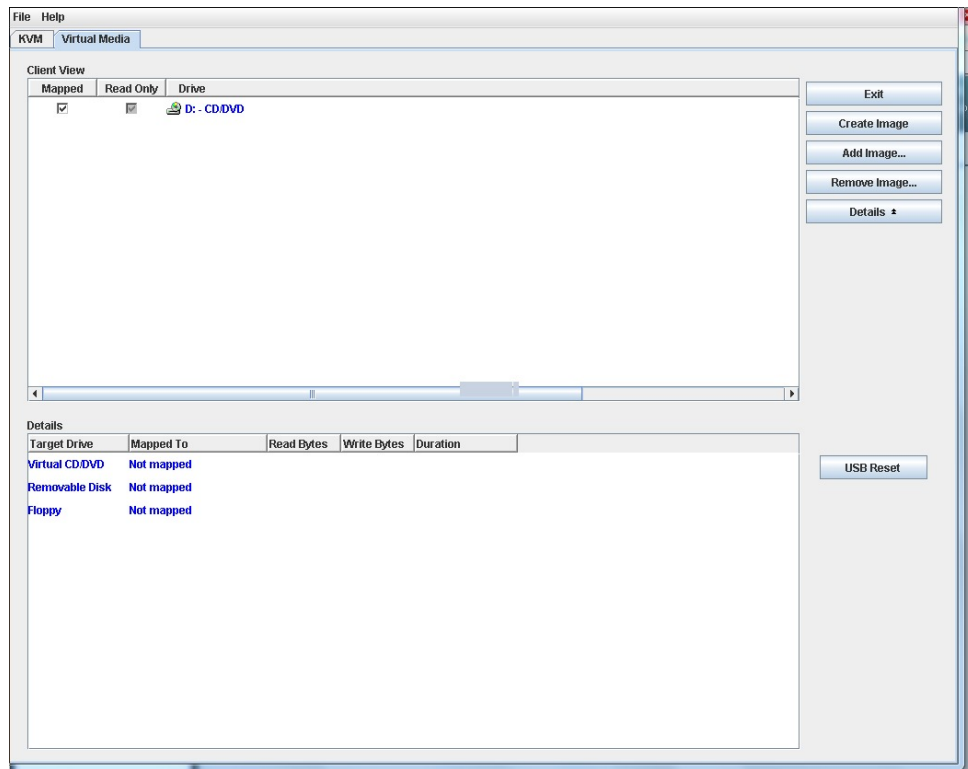 File Help
KVM Virtual Media
Client View
Mapped Read Only Drive
D: - CD/DVD
Exit
Create Image
Add Image...
Remove Image...
Details
Details
Target Drive Mapped To Read Bytes Write Bytes Duration
Virtual CD/DVD Not mapped
Removable Disk Not mapped
Floppy Not mapped
USB Reset